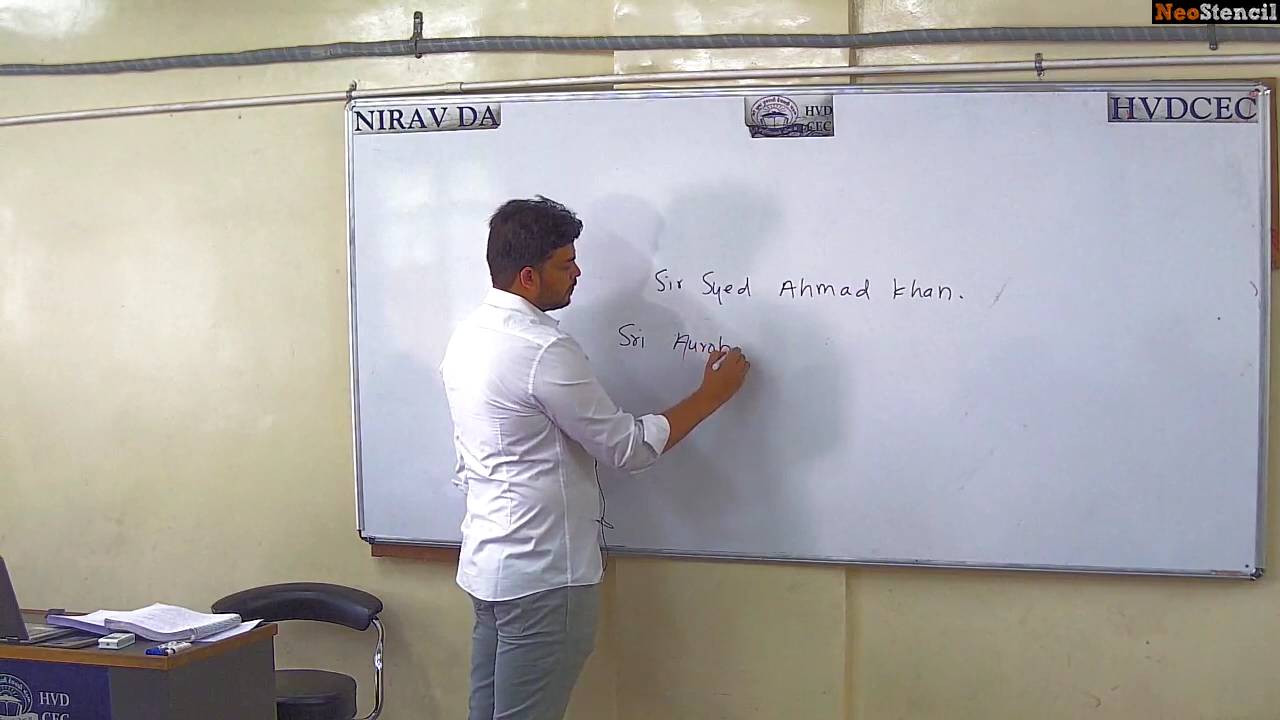 NeoStencil
NIRAV DA
HVD
CEC
HVDCEC
Sir Syed Ahmad Khan.
Sri Aurob
HVD
CEC